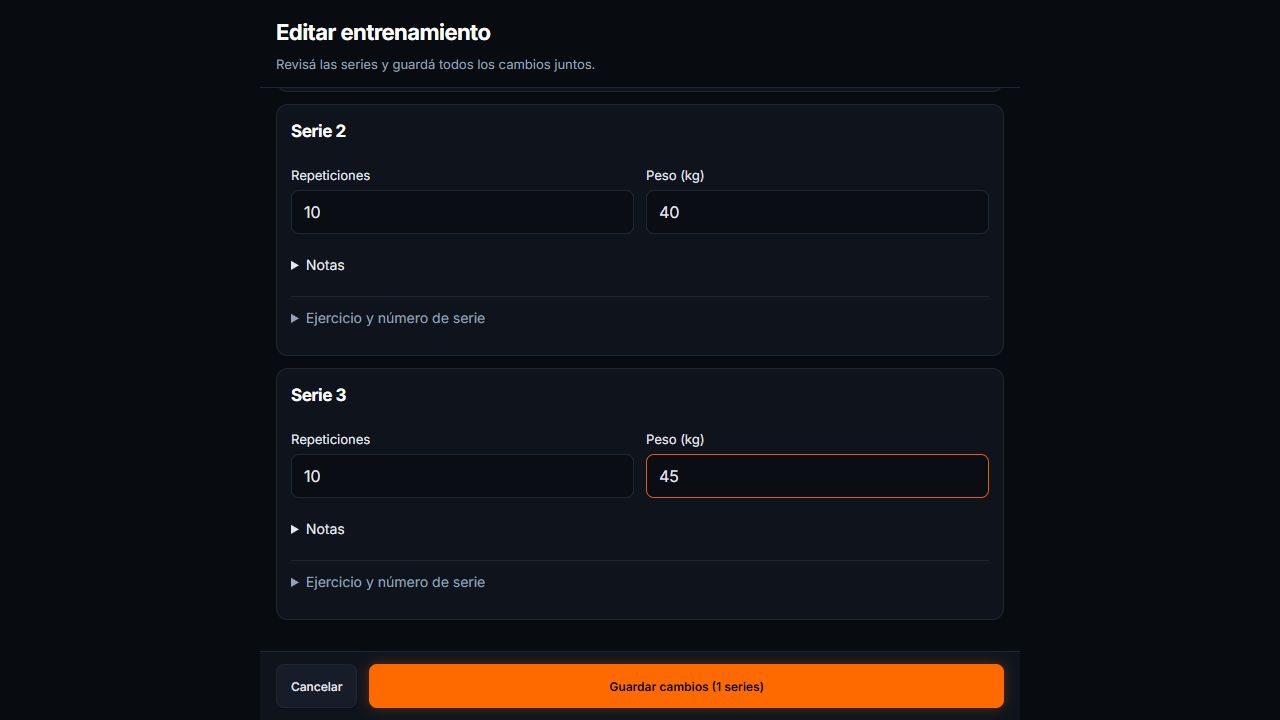 Editar entrenamiento
Revisá las series y guardá todos los cambios juntos.
Serie 2
Repeticiones
Peso (kg)
10
40
Notas
Ejercicio y número de serie
Serie 3
Repeticiones
Peso (kg)
10
45
Notas
Ejercicio y número de serie
Cancelar
Guardar cambios (1 series)